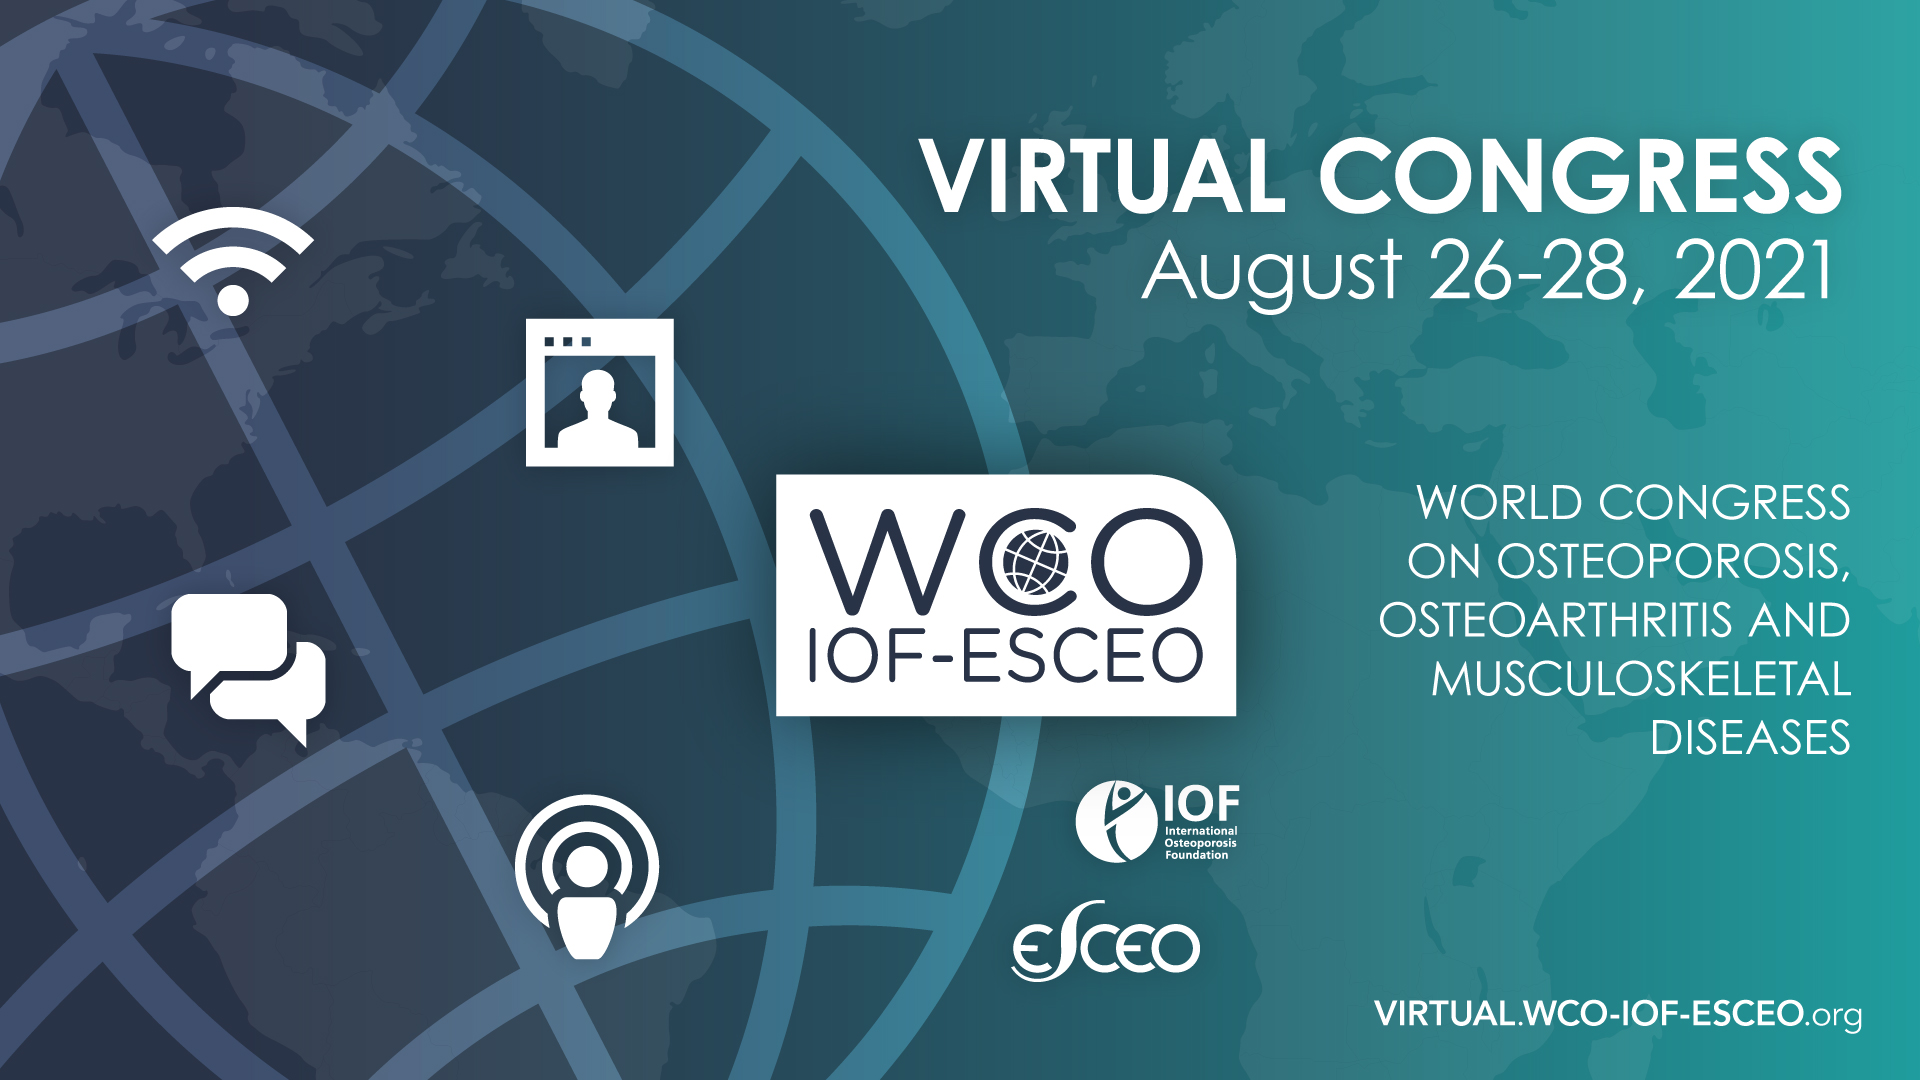 VIRTUAL CONGRESS
August 26-28, 2021
WCO
IOF-ESCEO
WORLD CONGRESS
ON OSTEOPOROSIS,
OSTEOARTHRITIS AND
MUSCULOSKELETAL
DISEASES
IOF
International
Osteoporosis
Foundation
ESCEO
VIRTUAL.WCO-IOF-ESCEO.org